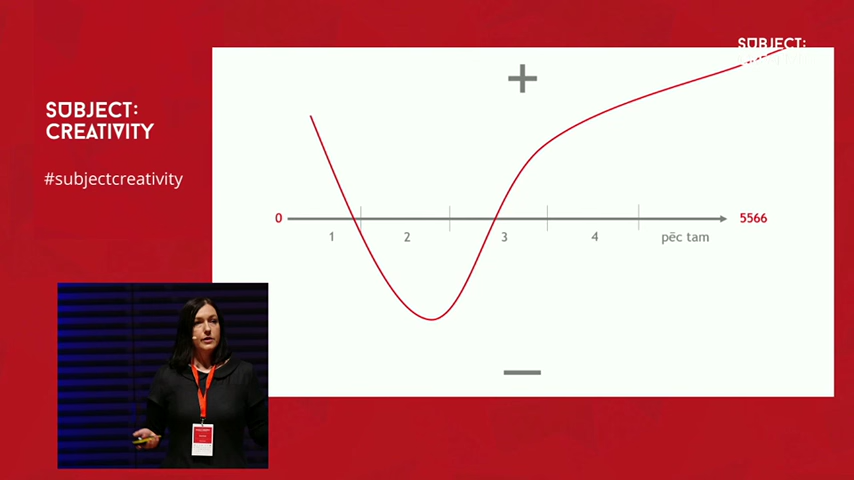 SUBJECT:
SUBJECT:
CREATIVITY
#subjectcreativity
+
0
5566
1 2 3 4 pēc tam
—